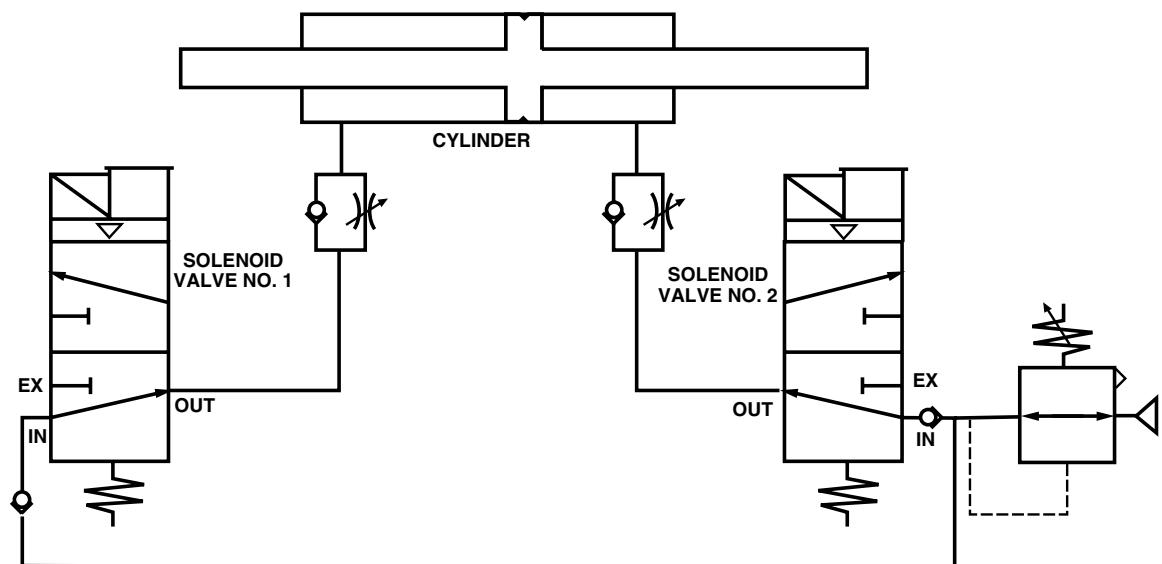 CYLINDER
SOLENOID
VALVE NO. 1
SOLENOID
VALVE NO. 2
EX
OUT
IN
EX
OUT
IN